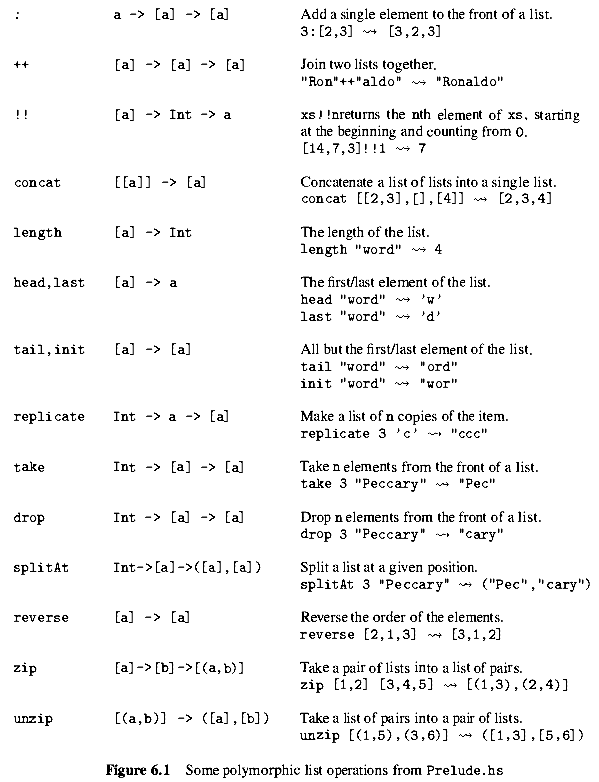 : a -> [a] -> [a] Add a single element to the front of a list.
3:[2,3] ⤳ [3,2,3]
++ [a] -> [a] -> [a] Join two lists together.
"Ron"++"aldo" ⤳ "Ronaldo"
!! [a] -> Int -> a xs!!nreturns the nth element of xs, starting
at the beginning and counting from 0.
[14,7,3]!!1 ⤳ 7
concat [[a]] -> [a] Concatenate a list of lists into a single list.
concat [[2,3],[],[4]] ⤳ [2,3,4]
length [a] -> Int The length of the list.
length "word" ⤳ 4
head,last [a] -> a The first/last element of the list.
head "word" ⤳ 'w'
last "word" ⤳ 'd'
tail,init [a] -> [a] All but the first/last element of the list.
tail "word" ⤳ "ord"
init "word" ⤳ "wor"
replicate Int -> a -> [a] Make a list of n copies of the item.
replicate 3 'c' ⤳ "ccc"
take Int -> [a] -> [a] Take n elements from the front of a list.
take 3 "Peccary" ⤳ "Pec"
drop Int -> [a] -> [a] Drop n elements from the front of a list.
drop 3 "Peccary" ⤳ "cary"
splitAt Int->[a]->([a],[a]) Split a list at a given position.
splitAt 3 "Peccary" ⤳ ("Pec","cary")
reverse [a] -> [a] Reverse the order of the elements.
reverse [2,1,3] ⤳ [3,1,2]
zip [a]->[b]->[(a,b)] Take a pair of lists into a list of pairs.
zip [1,2] [3,4,5] ⤳ [(1,3),(2,4)]
unzip [(a,b)] -> ([a],[b]) Take a list of pairs into a pair of lists.
unzip [(1,5),(3,6)] ⤳ ([1,3],[5,6])
Figure 6.1 Some polymorphic list operations from Prelude.hs